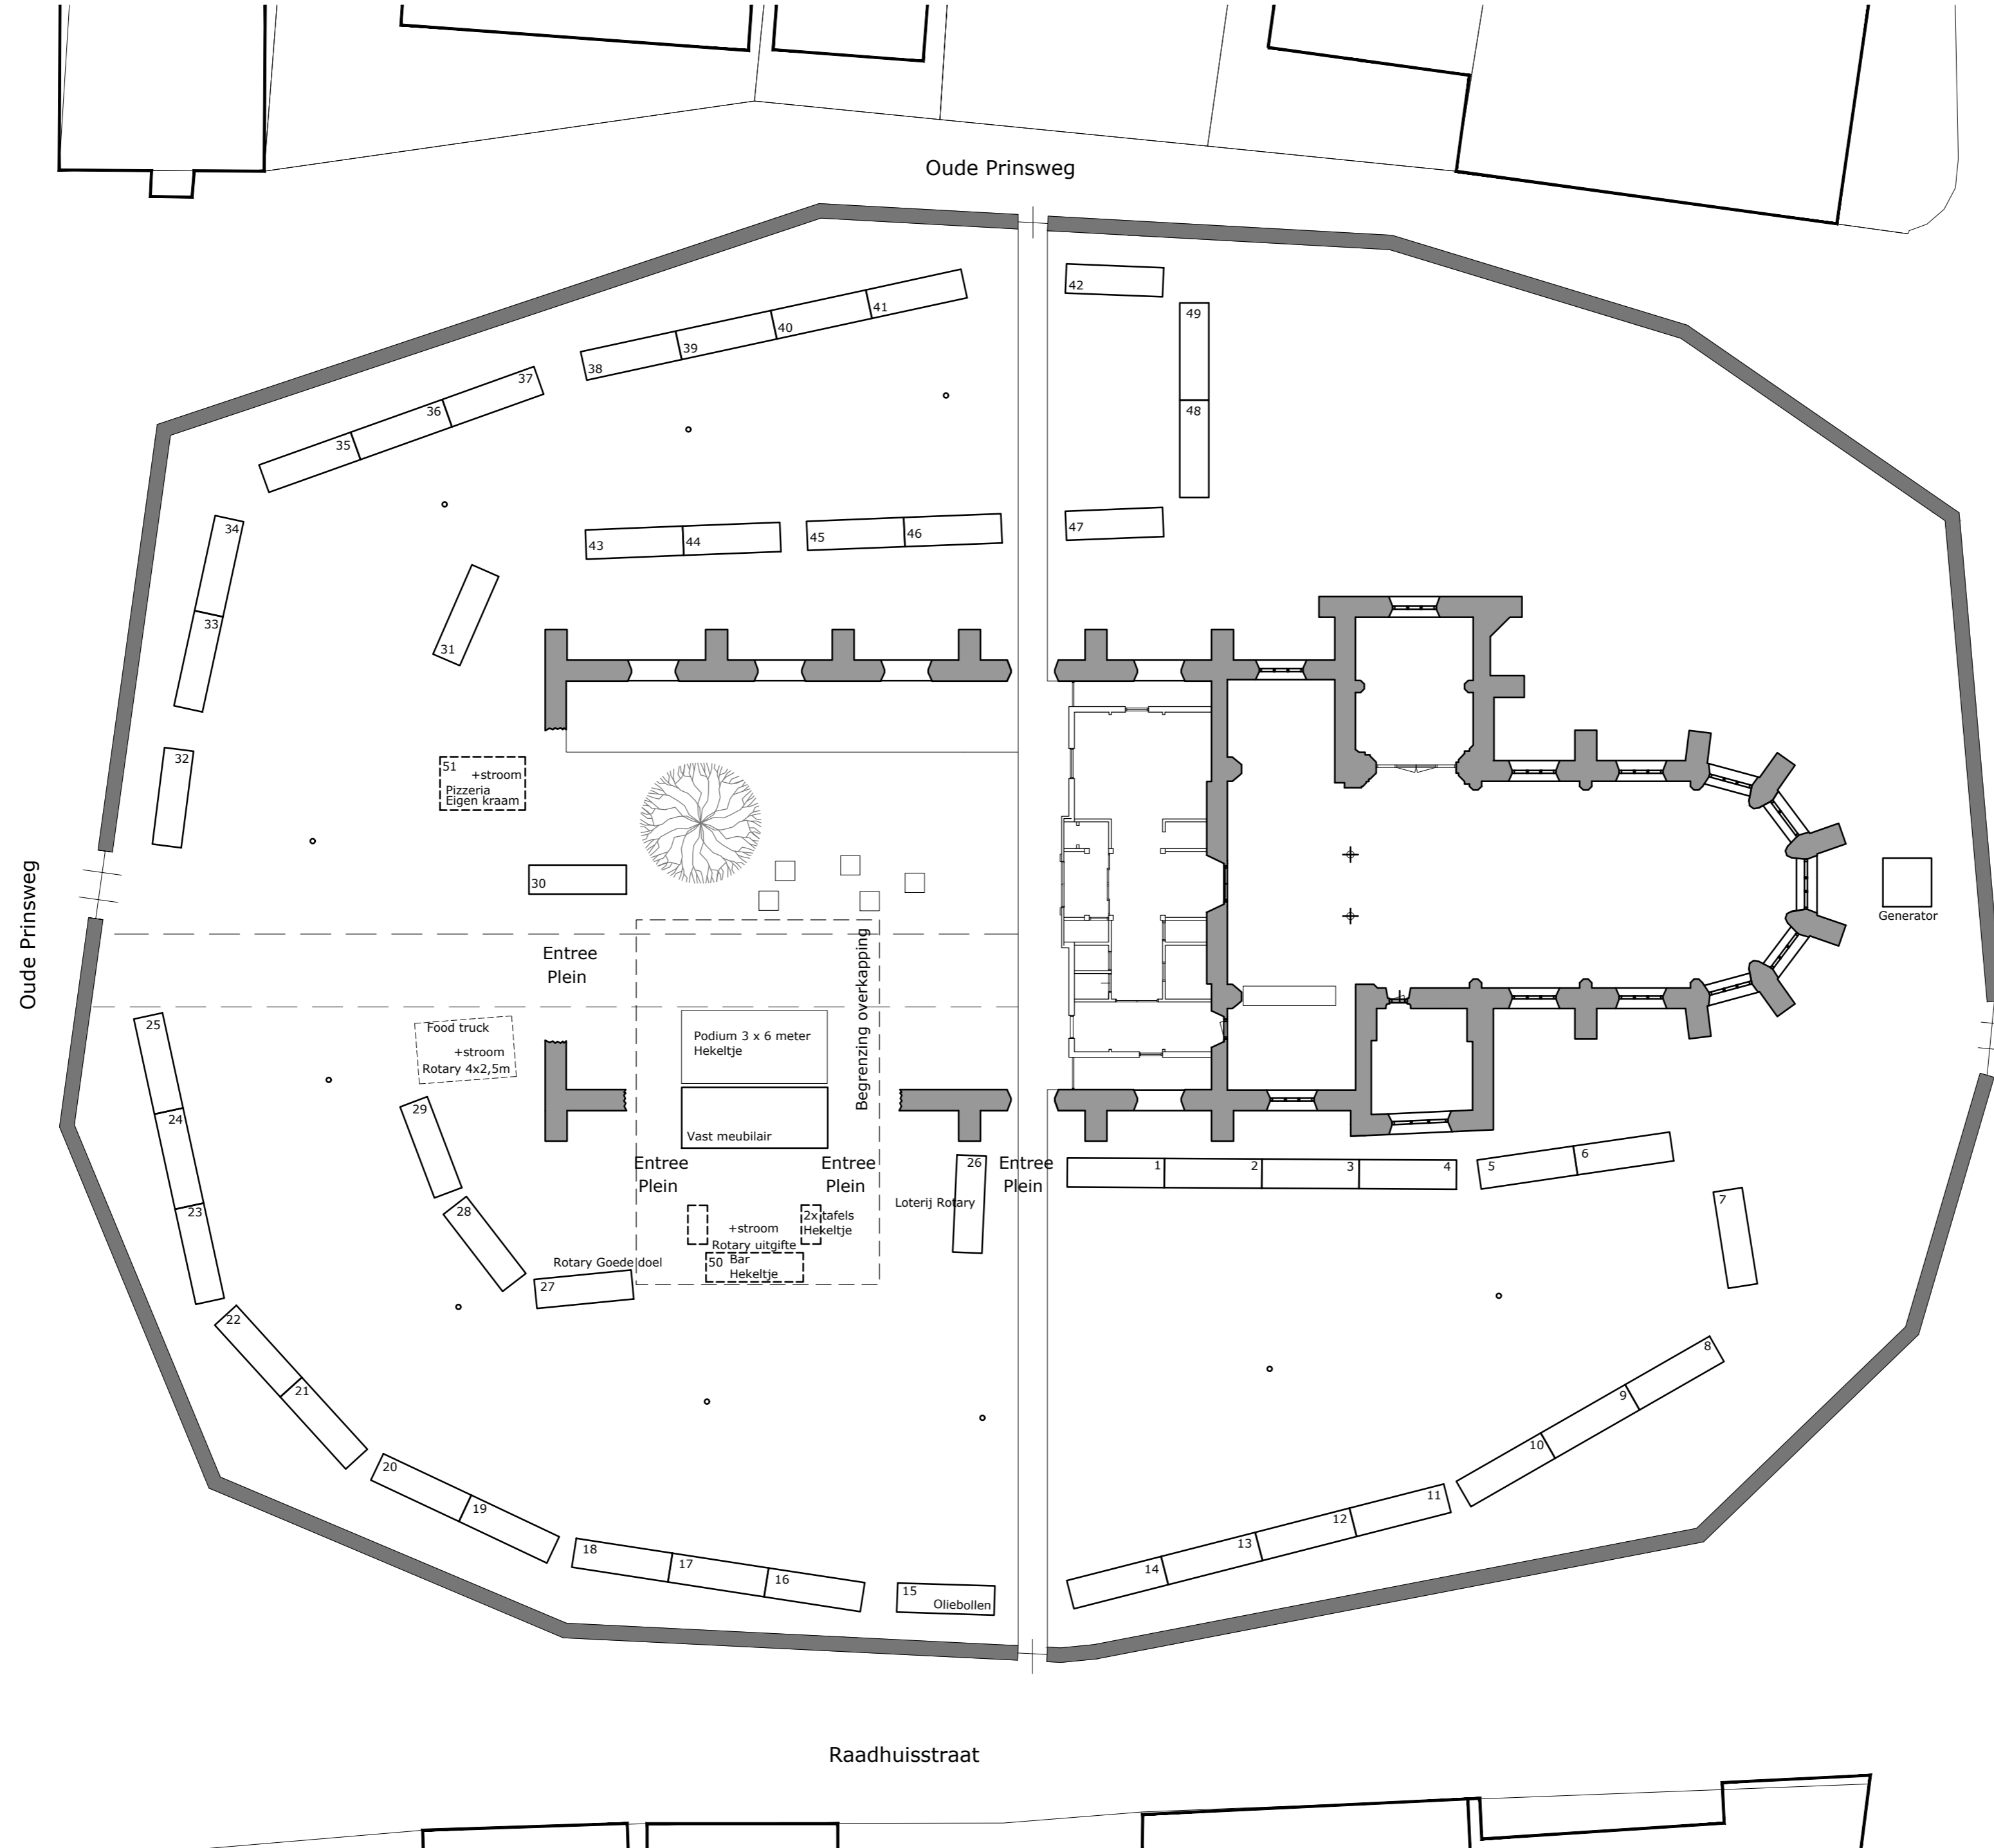 Oude Prinsweg
42
49
41
40
39
38
48
37
36
35
47
34
46
45
44
43
33
31
32
51
+stroom
Pizzeria
Eigen kraam
30
Generator
Oude Prinsweg
Entree
Plein
Begrenzing overkapping
25
Food truck
+stroom
Rotary 4x2,5m
Podium 3 x 6 meter
Hekeltje
29
24
Vast meubilair
Entree
Plein
Entree
Plein
26
Entree
Plein
1
2
3
4
5
6
7
Loterij Rotary
28
23
2x tafels
Hekeltje
+stroom
Rotary uitgifte
50
Bar
Hekeltje
Rotary Goede doel
27
22
21
8
9
10
11
12
13
14
20
19
18
17
16
15
Oliebollen
Raadhuisstraat